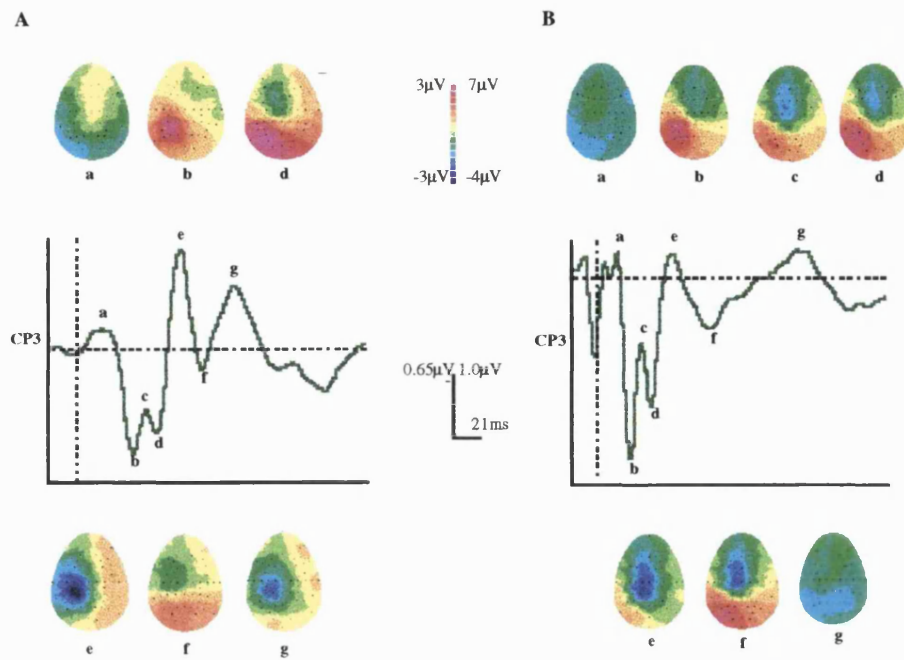 A
B
3µV 7µV
-3µV -4µV
a b d
a b c d
CP3
a b c d e f g
0.65µV 1.0µV
21ms
CP3
a b c d e f g
e f g
e f g